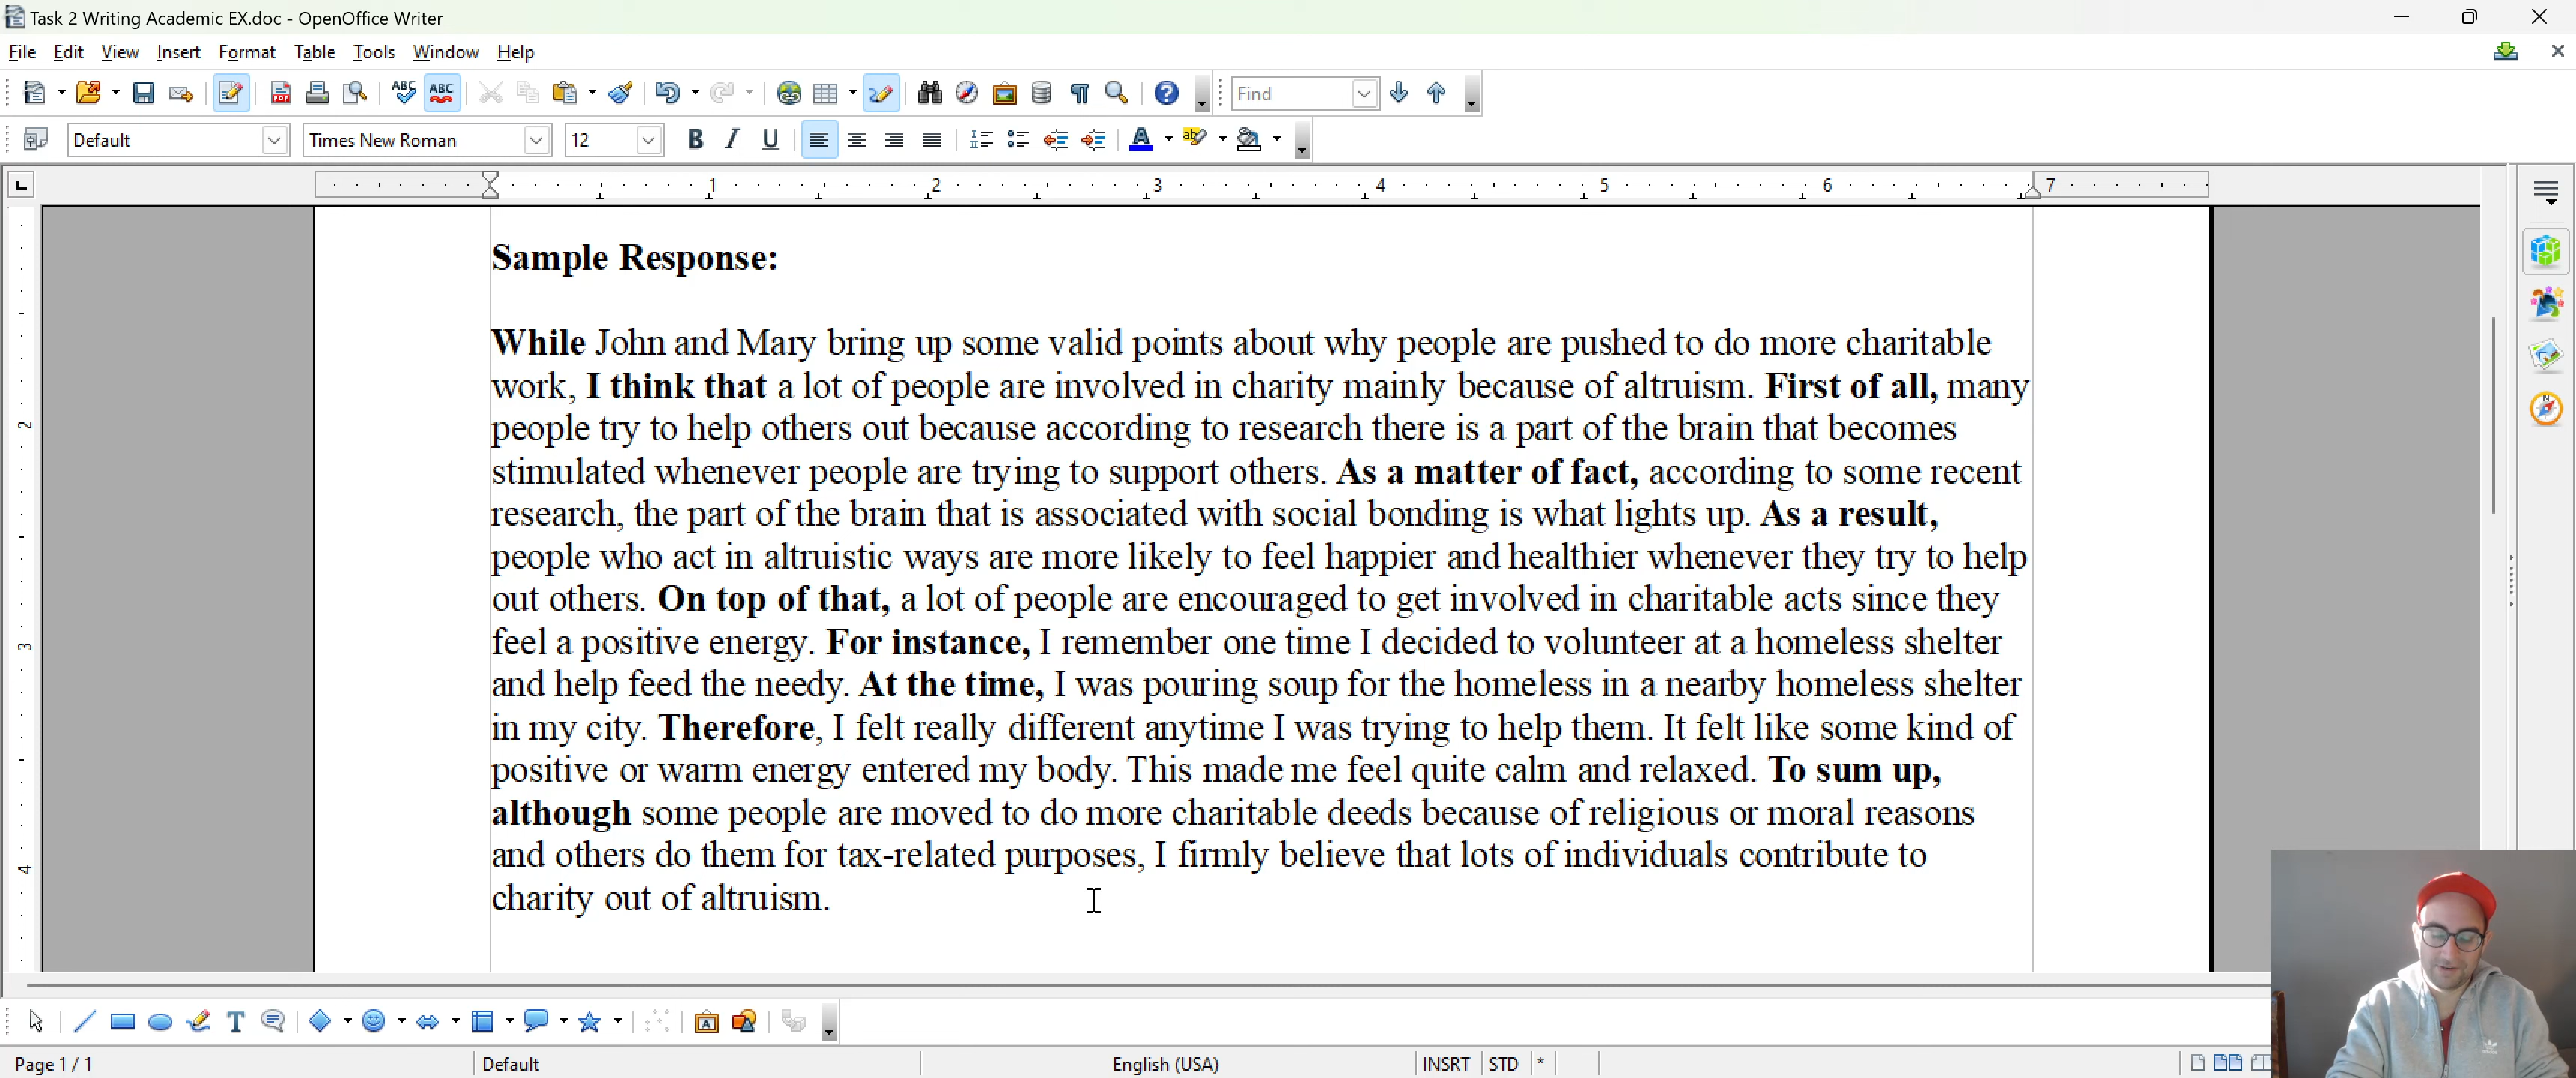 Task 2 Writing Academic EX.doc - OpenOffice Writer
File Edit View Insert Format Table Tools Window Help
Find
Default Times New Roman 12
1 2 3 4 5 6 7
Sample Response:
While John and Mary bring up some valid points about why people are pushed to do more charitable
work, I think that a lot of people are involved in charity mainly because of altruism. First of all, many
people try to help others out because according to research there is a part of the brain that becomes
stimulated whenever people are trying to support others. As a matter of fact, according to some recent
research, the part of the brain that is associated with social bonding is what lights up. As a result,
people who act in altruistic ways are more likely to feel happier and healthier whenever they try to help
out others. On top of that, a lot of people are encouraged to get involved in charitable acts since they
feel a positive energy. For instance, I remember one time I decided to volunteer at a homeless shelter
and help feed the needy. At the time, I was pouring soup for the homeless in a nearby homeless shelter
in my city. Therefore, I felt really different anytime I was trying to help them. It felt like some kind of
positive or warm energy entered my body. This made me feel quite calm and relaxed. To sum up,
although some people are moved to do more charitable deeds because of religious or moral reasons
and others do them for tax-related purposes, I firmly believe that lots of individuals contribute to
charity out of altruism.
2
3
4
Page 1 / 1 Default English (USA) INSRT STD *